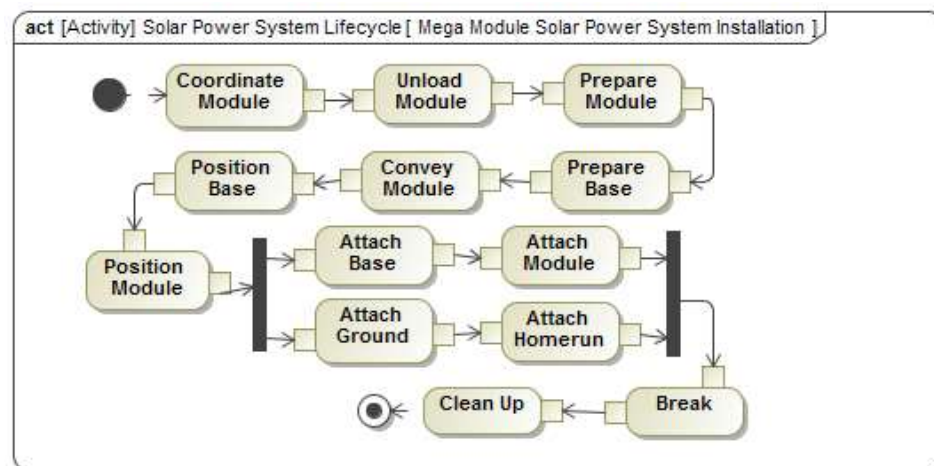 act [Activity] Solar Power System Lifecycle [ Mega Module Solar Power System Installation ]
Coordinate
Module
Unload
Module
Prepare
Module
Position
Base
Convey
Module
Prepare
Base
Position
Module
Attach
Base
Attach
Module
Attach
Ground
Attach
Homerun
Clean Up
Break